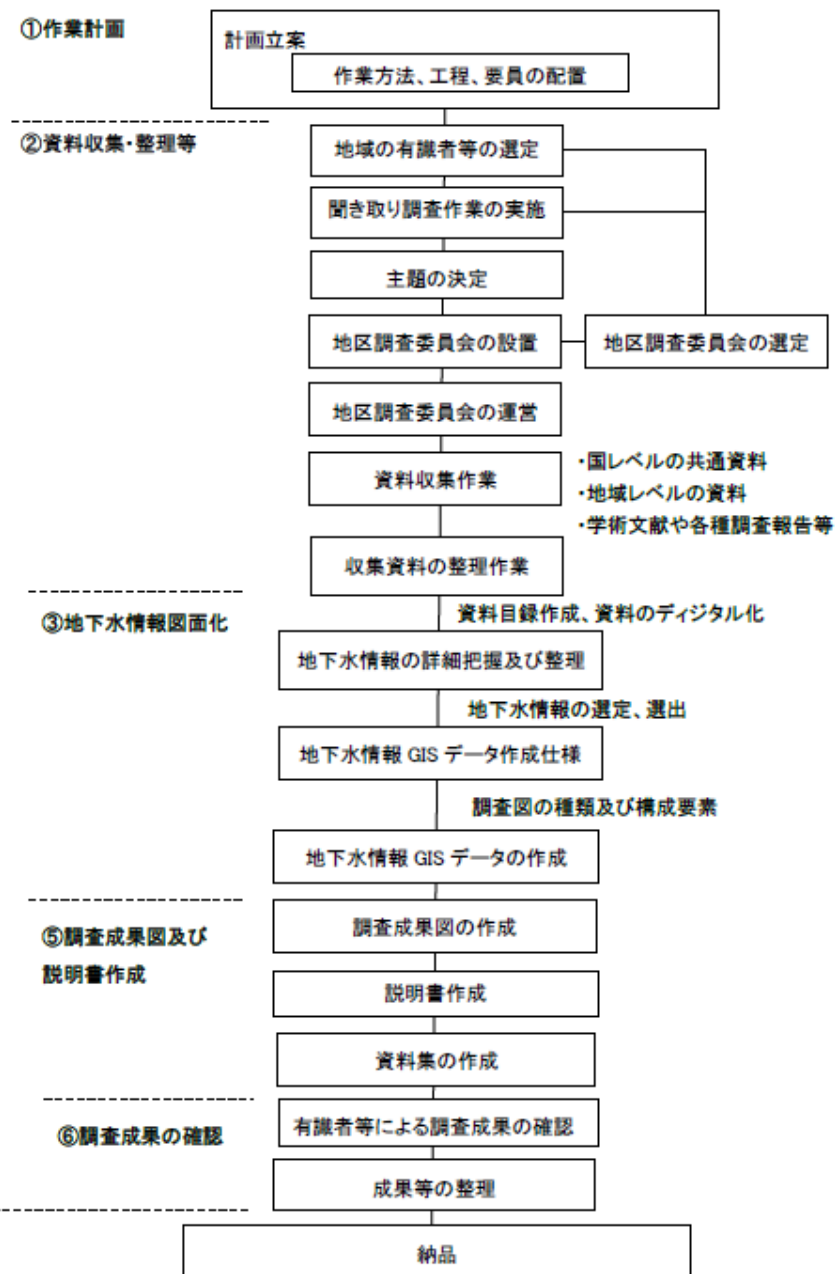 ①作業計画
計画立案
作業方法、工程、要員の配置
②資料収集・整理等
地域の有識者等の選定
聞き取り調査作業の実施
主題の決定
地区調査委員会の設置
地区調査委員会の選定
地区調査委員会の運営
資料収集作業
・国レベルの共通資料
・地域レベルの資料
・学術文献や各種調査報告等
収集資料の整理作業
③地下水情報図面化
資料目録作成、資料のディジタル化
地下水情報の詳細把握及び整理
地下水情報の選定、選出
地下水情報 GIS データ作成仕様
調査図の種類及び構成要素
地下水情報 GIS データの作成
⑤調査成果図及び
説明書作成
調査成果図の作成
説明書作成
資料集の作成
⑥調査成果の確認
有識者等による調査成果の確認
成果等の整理
納品